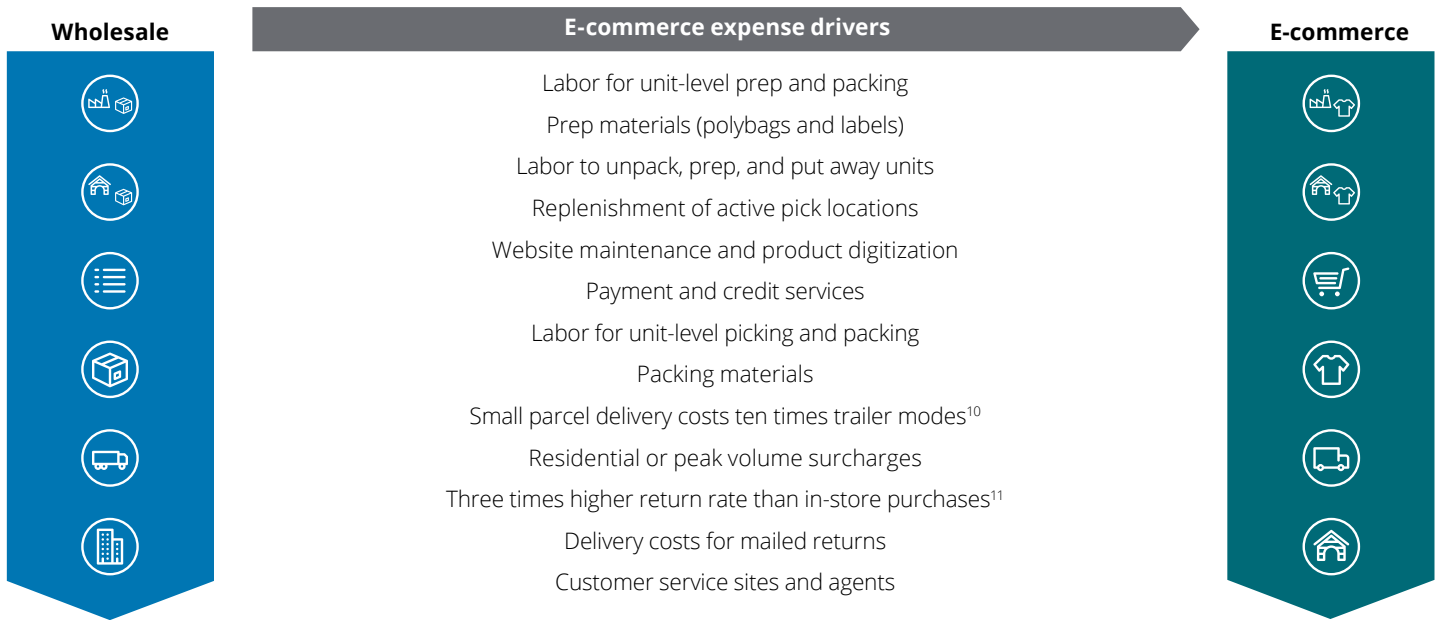 Wholesale
E-commerce expense drivers
E-commerce
Labor for unit-level prep and packing
Prep materials (polybags and labels)
Labor to unpack, prep, and put away units
Replenishment of active pick locations
Website maintenance and product digitization
Payment and credit services
Labor for unit-level picking and packing
Packing materials
Small parcel delivery costs ten times trailer modes¹⁰
Residential or peak volume surcharges
Three times higher return rate than in-store purchases¹¹
Delivery costs for mailed returns
Customer service sites and agents